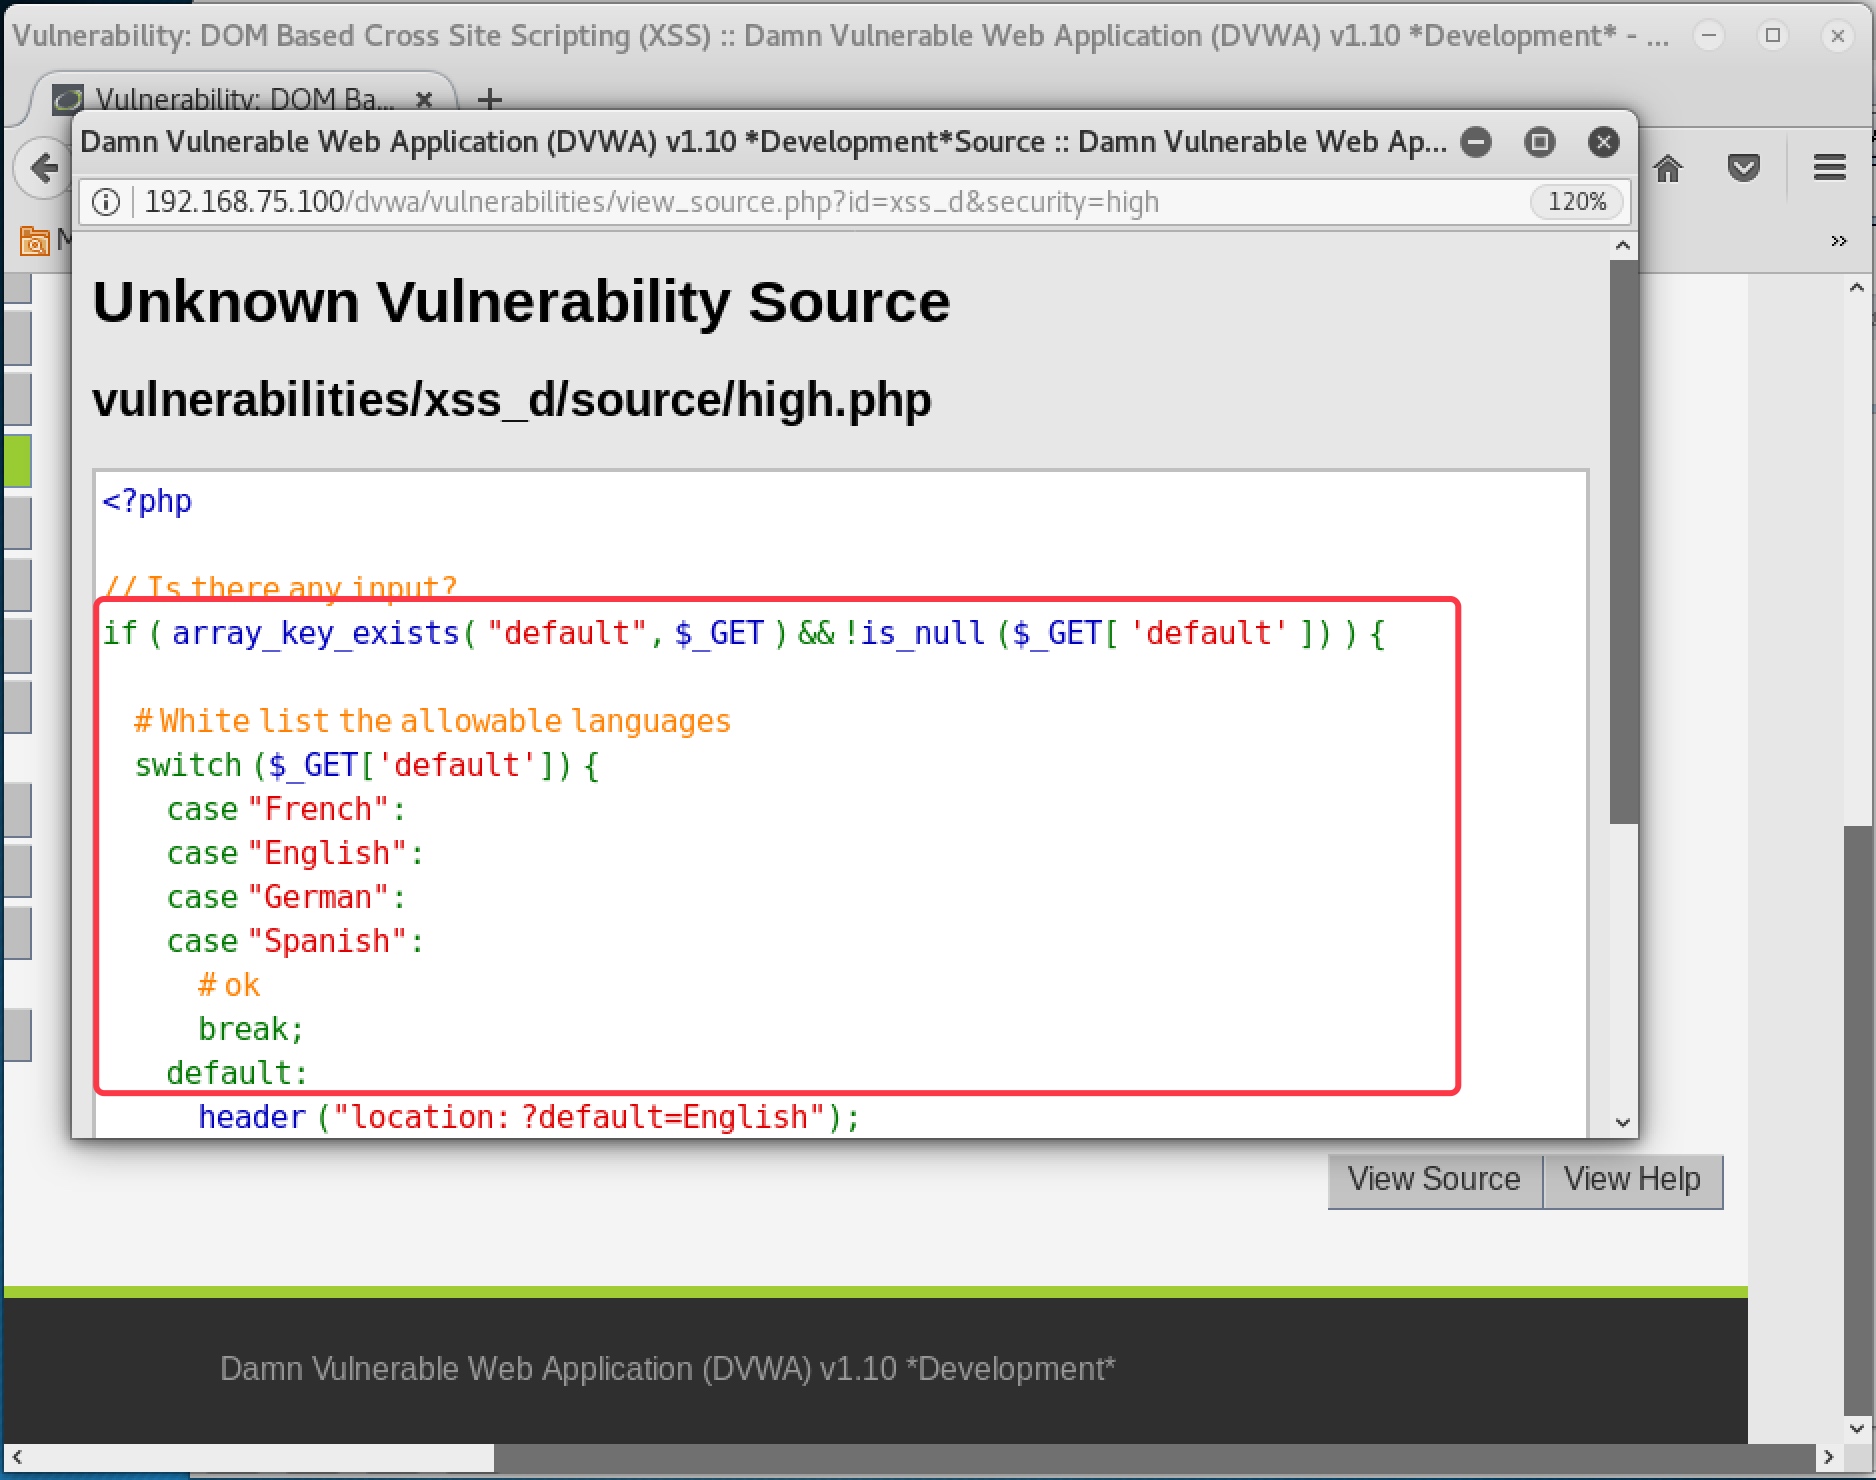 Vulnerability: DOM Based Cross Site Scripting (XSS) :: Damn Vulnerable Web Application (DVWA) v1.10 *Development* - ...
Vulnerability: DOM Ba...
Damn Vulnerable Web Application (DVWA) v1.10 *Development*Source :: Damn Vulnerable Web Ap...
192.168.75.100/dvwa/vulnerabilities/view_source.php?id=xss_d&security=high
120%
M
Unknown Vulnerability Source
vulnerabilities/xss_d/source/high.php
<?php
// Is there any input?
if ( array_key_exists( "default", $_GET ) && !is_null ($_GET[ 'default' ]) ) {
# White list the allowable languages
switch ($_GET['default']) {
case "French":
case "English":
case "German":
case "Spanish":
# ok
break;
default:
header ("location: ?default=English");
View Source
View Help
Damn Vulnerable Web Application (DVWA) v1.10 *Development*